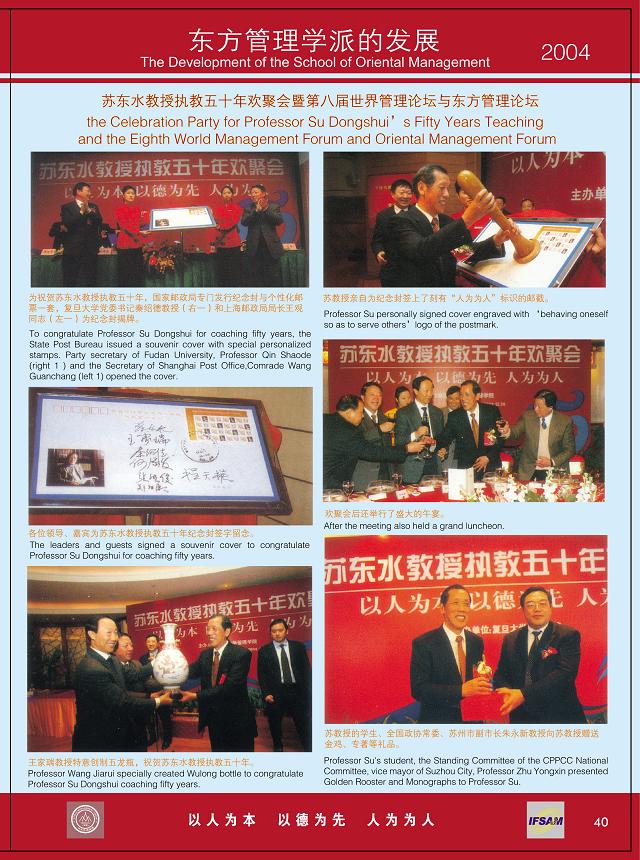 东方管理学派的发展
The Development of the School of Oriental Management
2004
苏东水教授执教五十年欢聚会暨第八届世界管理论坛与东方管理论坛
the Celebration Party for Professor Su Dongshui’s Fifty Years Teaching
and the Eighth World Management Forum and Oriental Management Forum
苏东水教授执教五十年欢聚会
以人为本 以德为先 人为为人
为祝贺苏东水教授执教五十年，国家邮政局专门发行纪念封与个性化邮
票一套，复旦大学党委书记秦绍德教授（右一）和上海邮政局局长王观
同志（左一）为纪念封揭牌。
To congratulate Professor Su Dongshui for coaching fifty years, the
State Post Bureau issued a souvenir cover with special personalized
stamps. Party secretary of Fudan University, Professor Qin Shaode
(right 1 ) and the Secretary of Shanghai Post Office,Comrade Wang
Guanchang (left 1) opened the cover.
以人为本
主办单
苏教授亲自为纪念封签上了刻有“人为为人”标识的邮戳。
Professor Su personally signed cover engraved with ‘behaving oneself
so as to serve others’ logo of the postmark.
苏东水教授执教五十年欢聚会
以人为本 以德为先 人为为人
欢聚会后还举行了盛大的午宴。
After the meeting also held a grand luncheon.
各位领导、嘉宾为苏东水教授执教五十年纪念封签字留念。
The leaders and guests signed a souvenir cover to congratulate
Professor Su Dongshui for coaching fifty years.
苏东水教授执教五十年欢
以人为本 以德为先
王家瑞教授特意创制五龙瓶，祝贺苏东水教授执教五十年。
Professor Wang Jiarui specially created Wulong bottle to congratulate
Professor Su Dongshui coaching fifty years.
苏东水教授执教五十年
以人为本 以德为先 人
单位:复旦大
苏教授的学生、全国政协常委、苏州市副市长朱永新教授向苏教授赠送
金鸡、专著等礼品。
Professor Su's student, the Standing Committee of the CPPCC National
Committee, vice mayor of Suzhou City, Professor Zhu Yongxin presented
Golden Rooster and Monographs to Professor Su.
以人为本 以德为先 人为为人
IFSAM
40